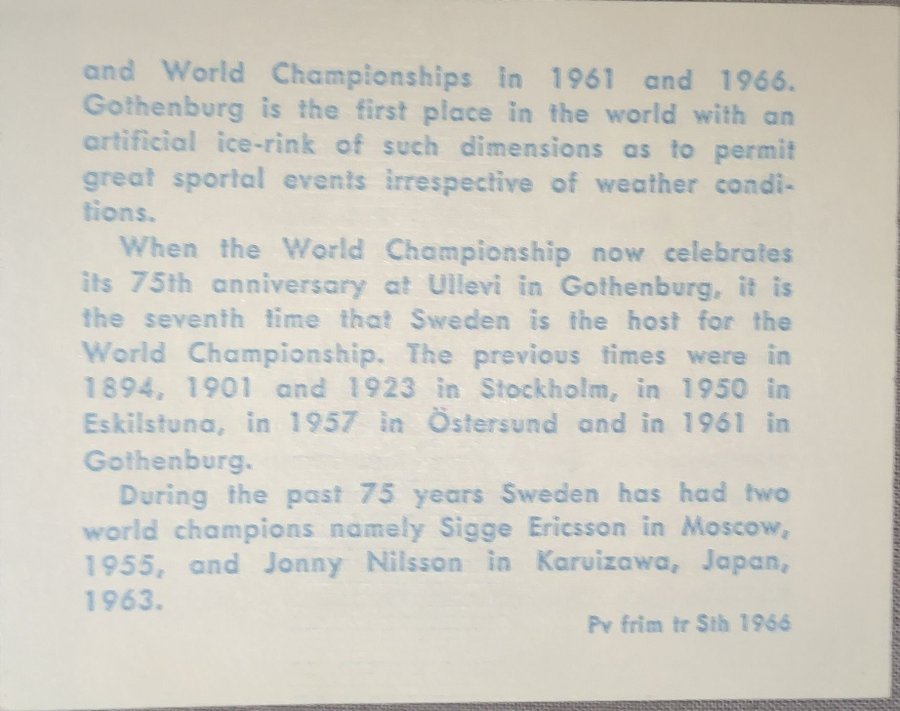 and World Championships in 1961 and 1966.
Gothenburg is the first place in the world with an
artificial ice-rink of such dimensions as to permit
great sportal events irrespective of weather condi-
tions.
When the World Championship now celebrates
its 75th anniversary at Ullevi in Gothenburg, it is
the seventh time that Sweden is the host for the
World Championship. The previous times were in
1894, 1901 and 1923 in Stockholm, in 1950 in
Eskilstuna, in 1957 in Östersund and in 1961 in
Gothenburg.
During the past 75 years Sweden has had two
world champions namely Sigge Ericsson in Moscow,
1955, and Jonny Nilsson in Karuizawa, Japan,
1963.
Pv frim tr Sth 1966